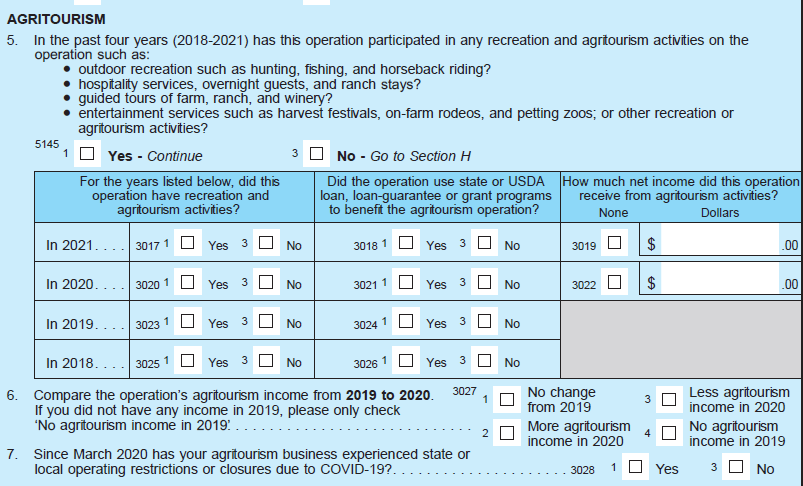 AGRITOURISM
5. In the past four years (2018-2021) has this operation participated in any recreation and agritourism activities on the
operation such as:
• outdoor recreation such as hunting, fishing, and horseback riding?
• hospitality services, overnight guests, and ranch stays?
• guided tours of farm, ranch, and winery?
• entertainment services such as harvest festivals, on-farm rodeos, and petting zoos; or other recreation or
agritourism activities?
5145 1 ☐ Yes - Continue 3 ☐ No - Go to Section H
For the years listed below, did this
operation have recreation and
agritourism activities?
Did the operation use state or USDA
loan, loan-guarantee or grant programs
to benefit the agritourism operation?
How much net income did this operation
receive from agritourism activities?
None Dollars
In 2021. . . . 3017 1 ☐ Yes 3 ☐ No 3018 1 ☐ Yes 3 ☐ No 3019 ☐ $ .00
In 2020. . . . 3020 1 ☐ Yes 3 ☐ No 3021 1 ☐ Yes 3 ☐ No 3022 ☐ $ .00
In 2019. . . . 3023 1 ☐ Yes 3 ☐ No 3024 1 ☐ Yes 3 ☐ No
In 2018. . . . 3025 1 ☐ Yes 3 ☐ No 3026 1 ☐ Yes 3 ☐ No
6. Compare the operation's agritourism income from 2019 to 2020.
If you did not have any income in 2019, please only check
'No agritourism income in 2019'. . . . . . . . . . . . . . . . . . . . . . . . . . . . . .
3027 1 ☐ No change
from 2019
3 ☐ Less agritourism
income in 2020
2 ☐ More agritourism
income in 2020
4 ☐ No agritourism
income in 2019
7. Since March 2020 has your agritourism business experienced state or
local operating restrictions or closures due to COVID-19?. . . . . . . . . . . . . . . . . . . . . . 3028 1 ☐ Yes 3 ☐ No